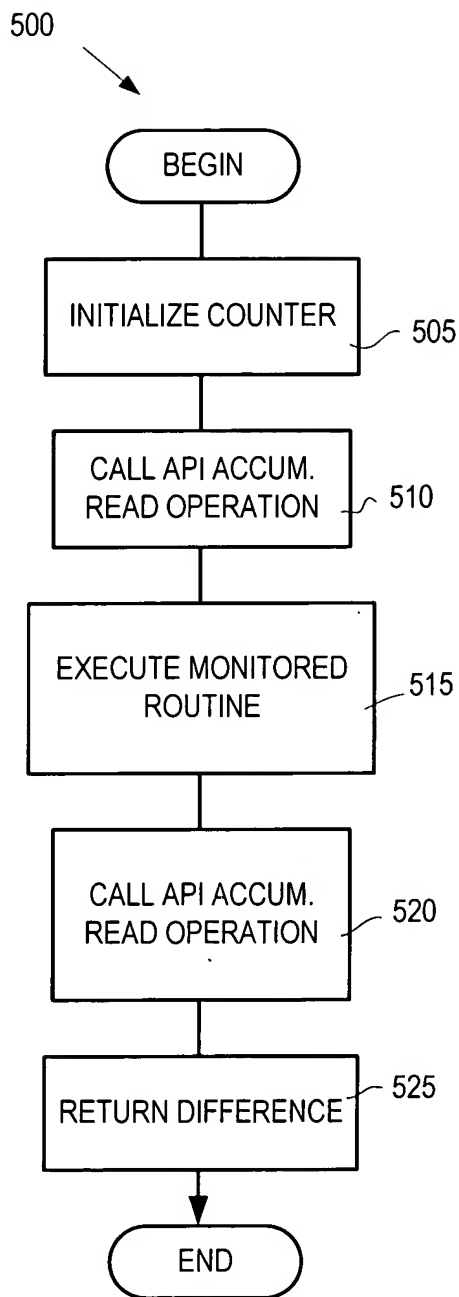 500
BEGIN
INITIALIZE COUNTER
505
CALL API ACCUM.
READ OPERATION
510
EXECUTE MONITORED
ROUTINE
515
CALL API ACCUM.
READ OPERATION
520
RETURN DIFFERENCE
525
END